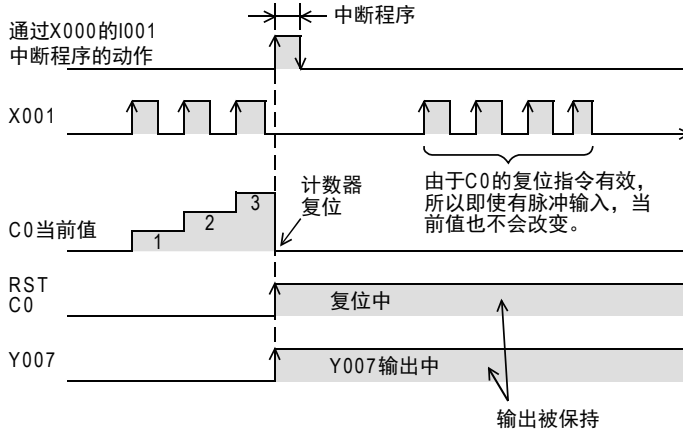 中断程序
通过X000的I001
中断程序的动作
X001
C0当前值
1
2
3
计数器
复位
由于C0的复位指令有效，
所以即使有脉冲输入，当
前值也不会改变。
RST
C0
复位中
Y007
Y007输出中
输出被保持